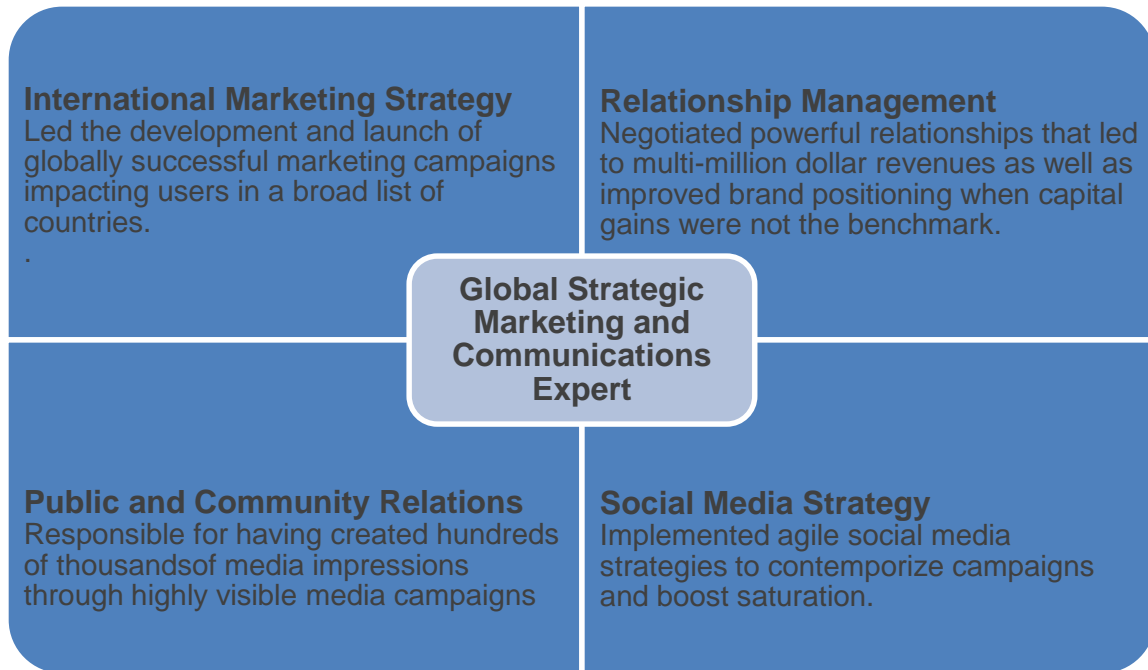 International Marketing Strategy
Led the development and launch of
globally successful marketing campaigns
impacting users in a broad list of
countries.
.
Relationship Management
Negotiated powerful relationships that led
to multi-million dollar revenues as well as
improved brand positioning when capital
gains were not the benchmark.
Global Strategic
Marketing and
Communications
Expert
Public and Community Relations
Responsible for having created hundreds
of thousandsof media impressions
through highly visible media campaigns
Social Media Strategy
Implemented agile social media
strategies to contemporize campaigns
and boost saturation.